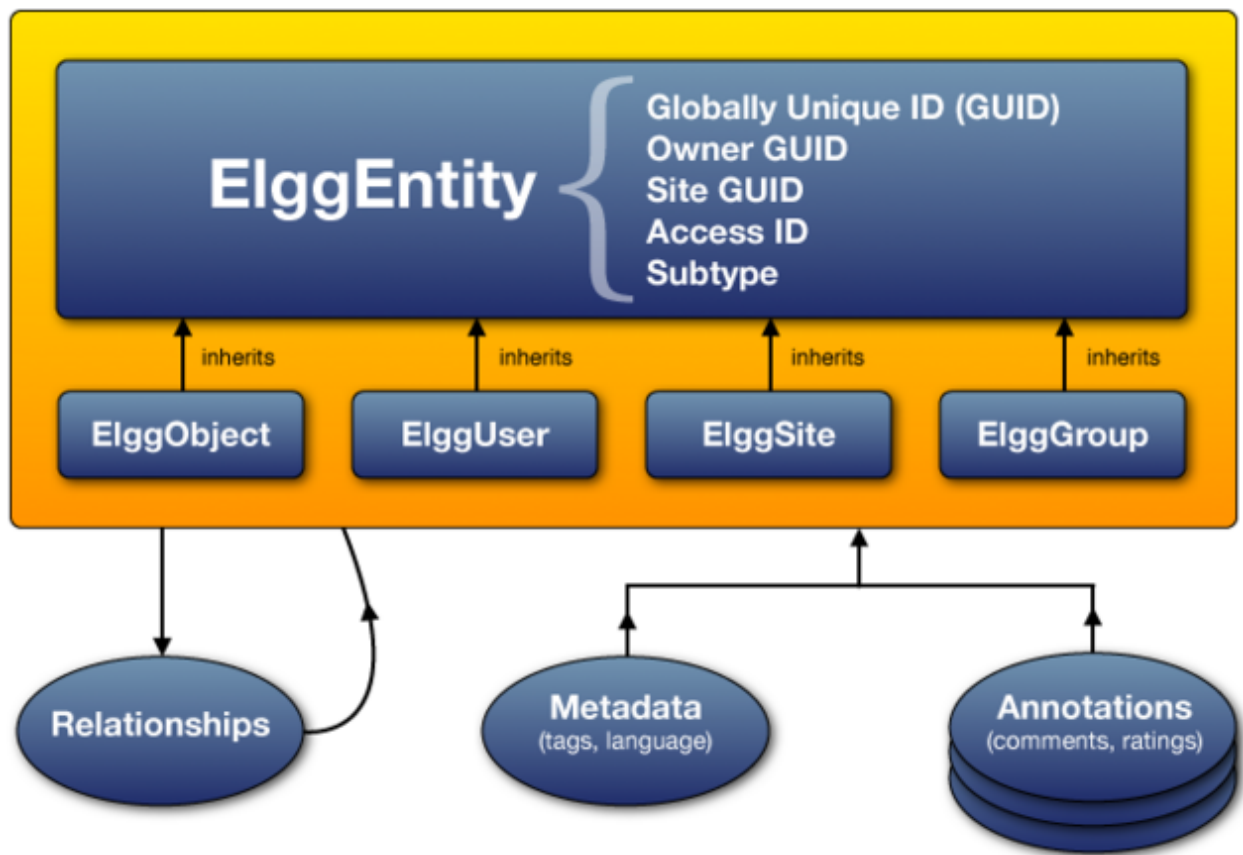 ElggEntity
Globally Unique ID (GUID)
Owner GUID
Site GUID
Access ID
Subtype
inherits
inherits
inherits
inherits
ElggObject
ElggUser
ElggSite
ElggGroup
Relationships
Metadata
(tags, language)
Annotations
(comments, ratings)